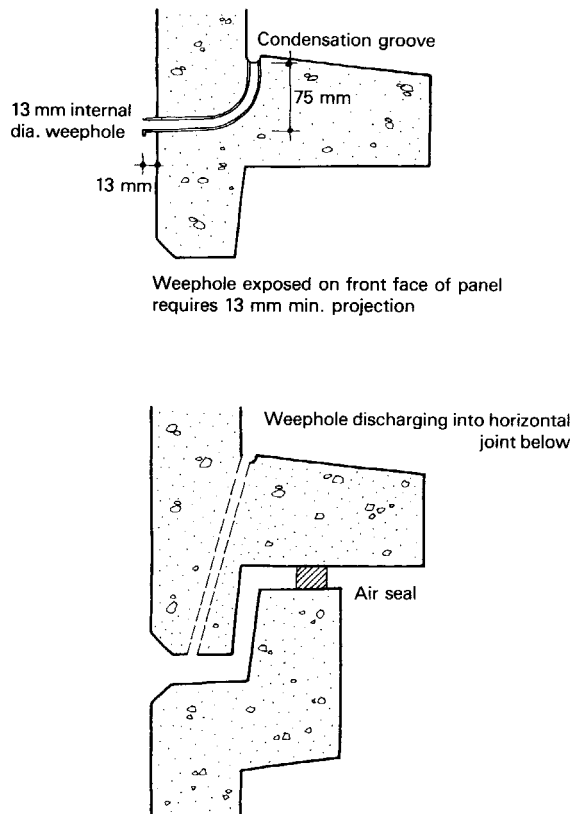 Condensation groove
75 mm
13 mm internal
dia. weephole
13 mm
Weephole exposed on front face of panel
requires 13 mm min. projection
Weephole discharging into horizontal
joint below
Air seal